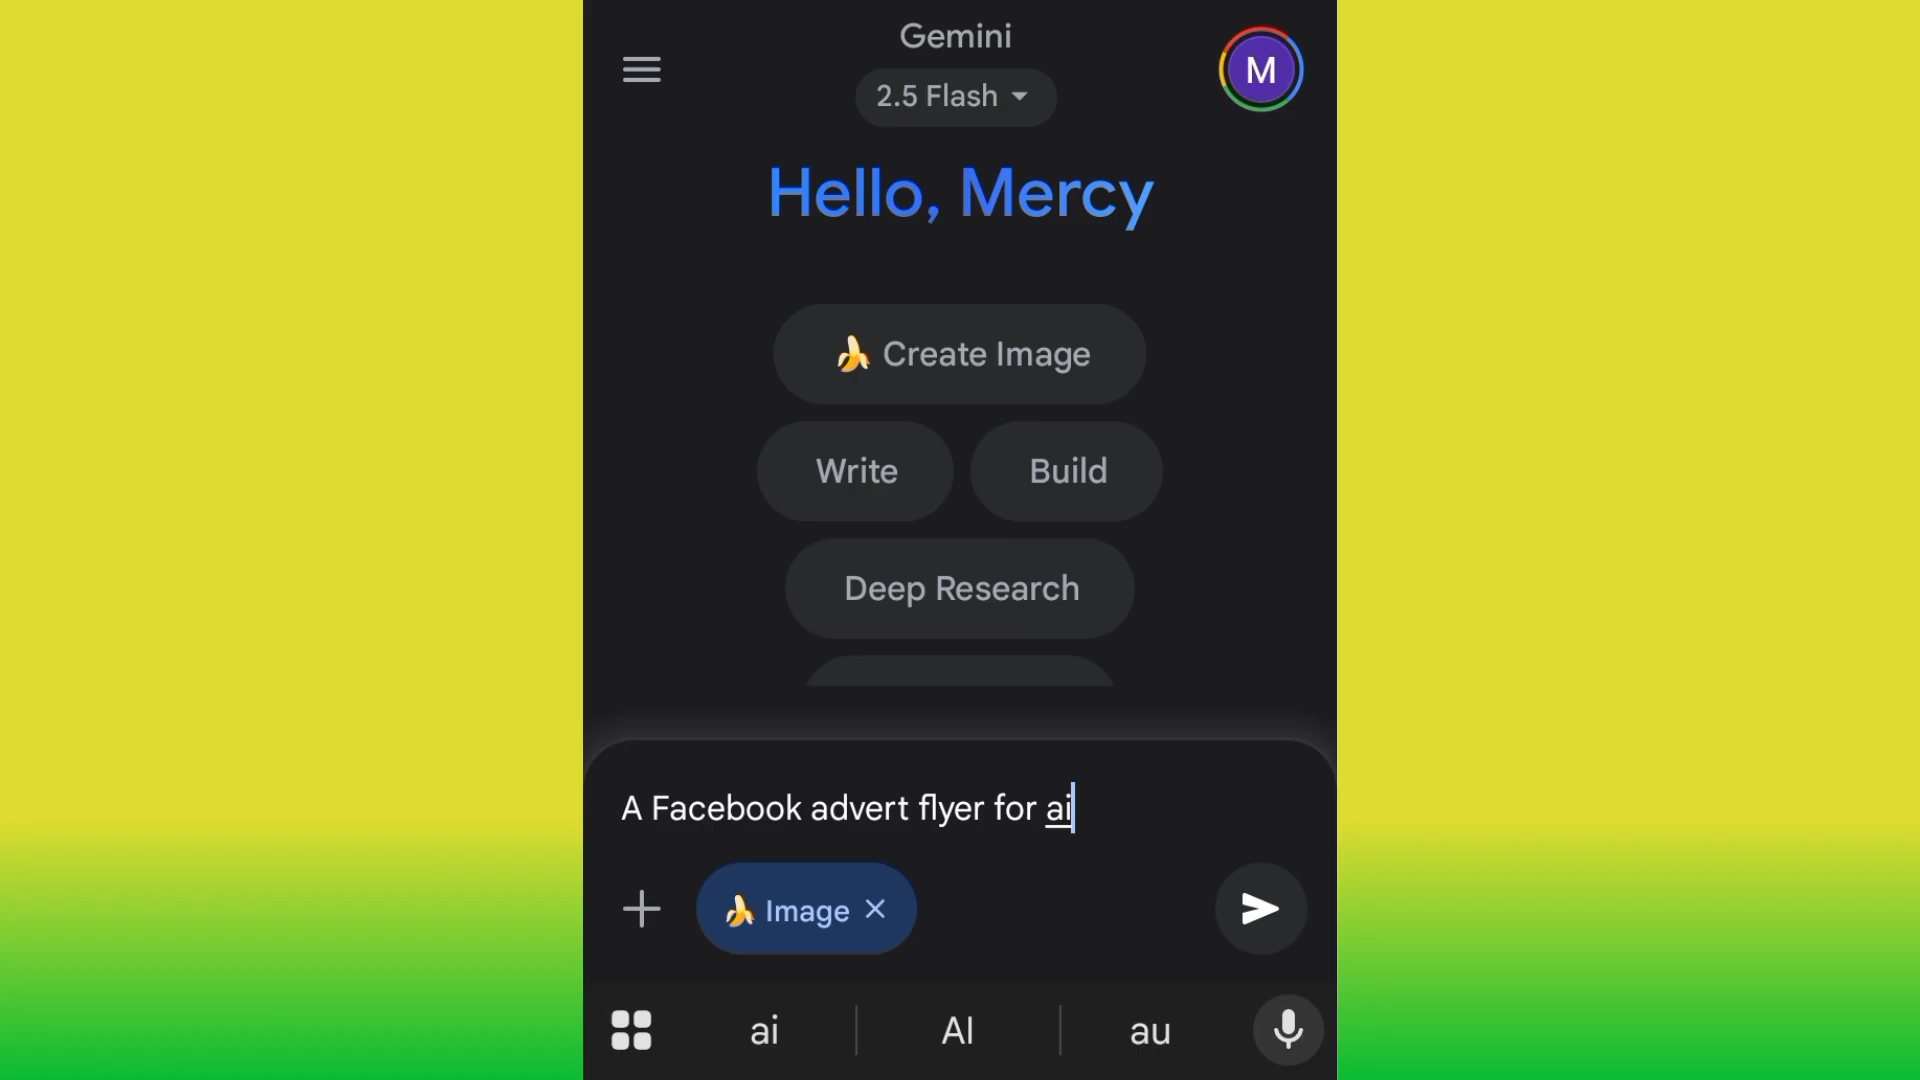 Gemini
2.5 Flash
M
Hello, Mercy
Create Image
Write
Build
Deep Research
A Facebook advert flyer for ai
Image
ai
AI
au